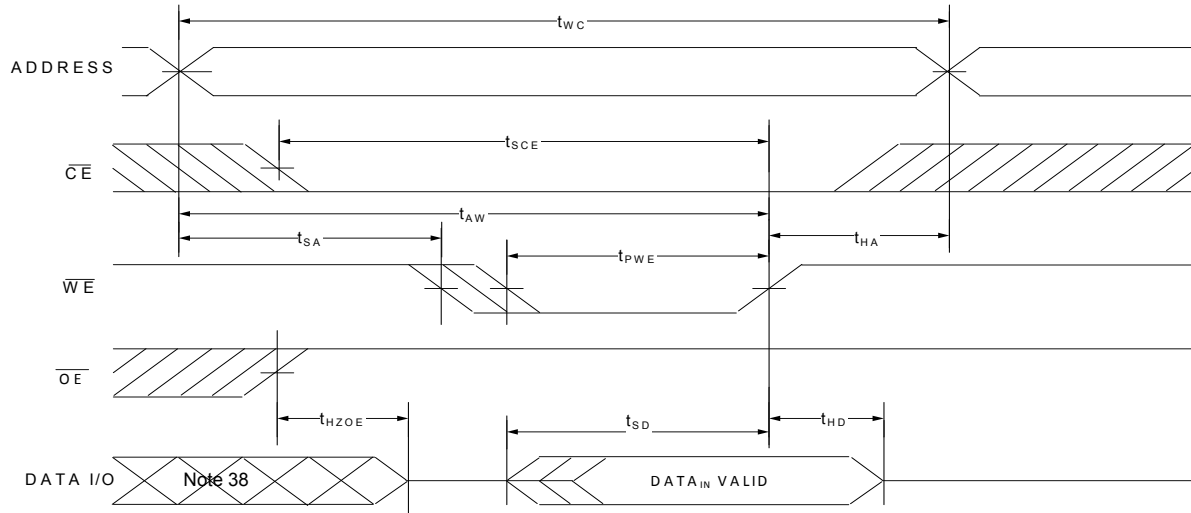 tWC
ADDRESS
tSCE
CE
tAW
tSA
tHA
tPWE
WE
OE
tHZOE
tSD
tHD
DATA I/O
Note 38
DATAIN VALID